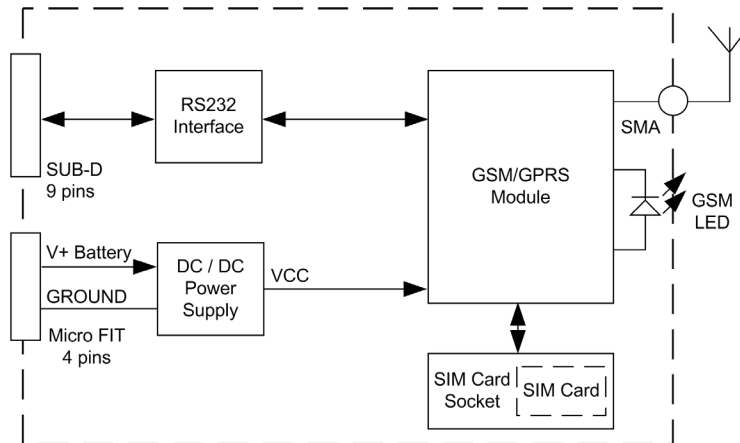 RS232
Interface
SUB-D
9 pins
GSM/GPRS
Module
SMA
GSM
LED
V+ Battery
GROUND
Micro FIT
4 pins
DC / DC
Power
Supply
VCC
SIM Card
Socket
SIM Card